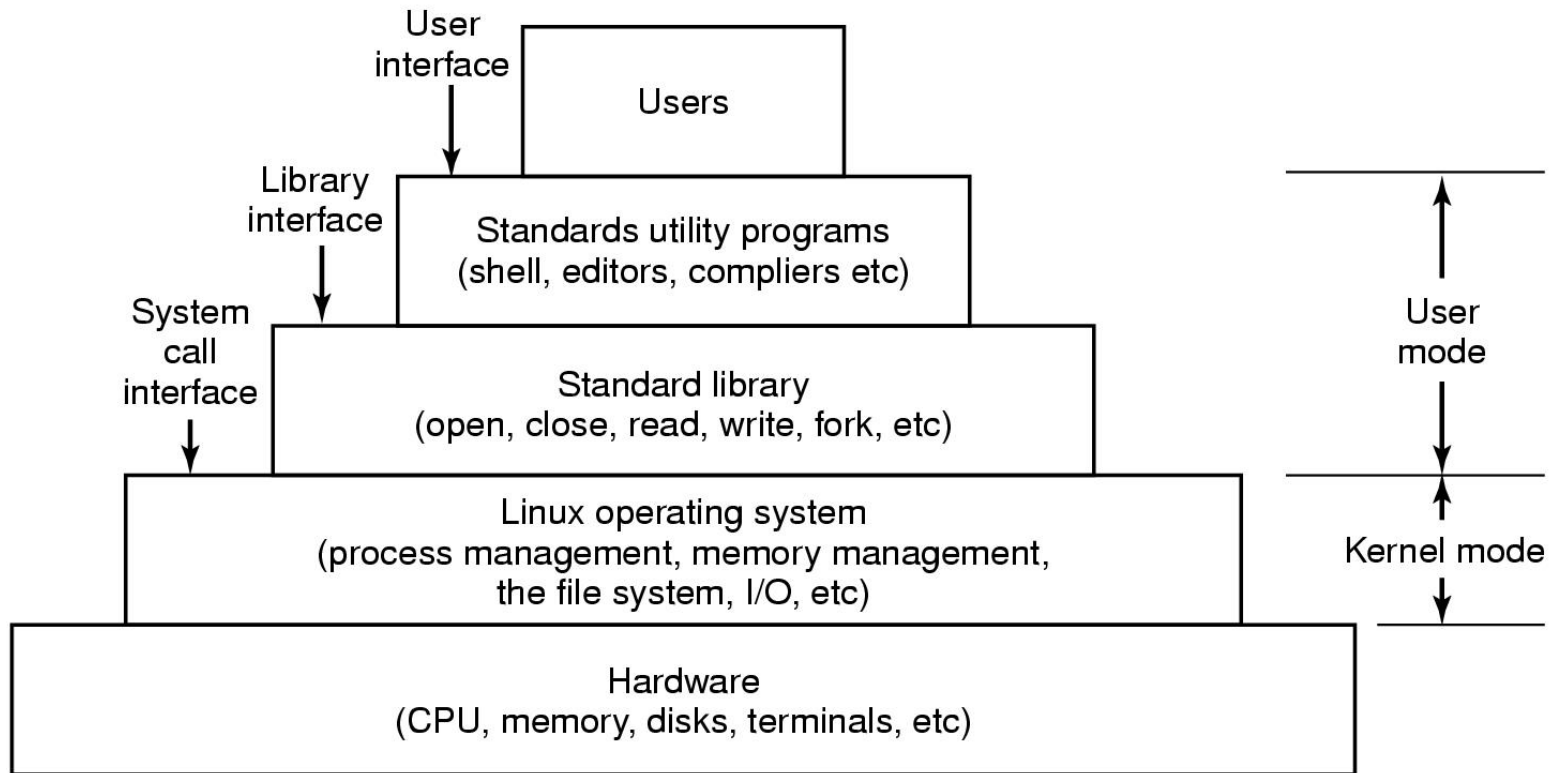 User
interface
Users
Library
interface
Standards utility programs
(shell, editors, compliers etc)
System
call
interface
User
mode
Standard library
(open, close, read, write, fork, etc)
Linux operating system
(process management, memory management,
the file system, I/O, etc)
Kernel mode
Hardware
(CPU, memory, disks, terminals, etc)